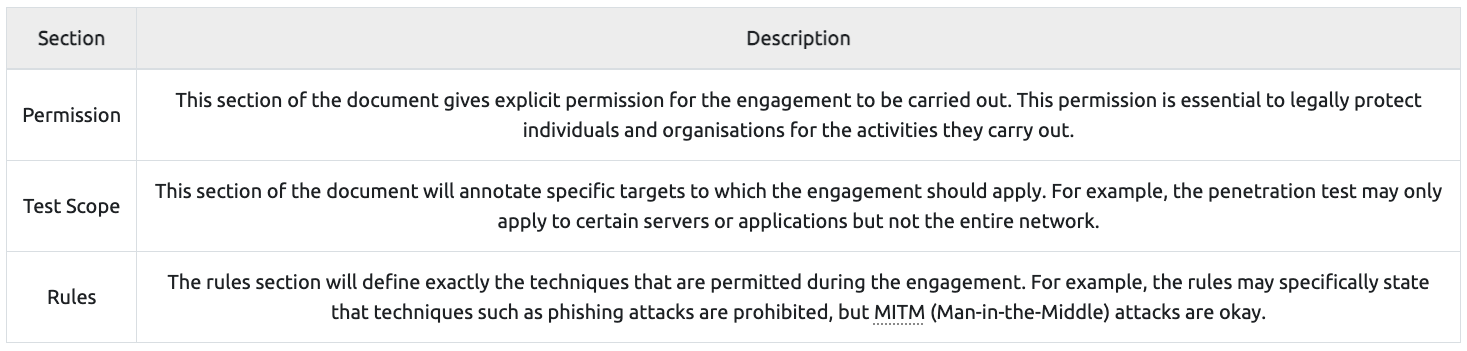 Section Description
Permission
This section of the document gives explicit permission for the engagement to be carried out. This permission is essential to legally protect
individuals and organisations for the activities they carry out.
Test Scope
This section of the document will annotate specific targets to which the engagement should apply. For example, the penetration test may only
apply to certain servers or applications but not the entire network.
Rules
The rules section will define exactly the techniques that are permitted during the engagement. For example, the rules may specifically state
that techniques such as phishing attacks are prohibited, but MITM (Man-in-the-Middle) attacks are okay.